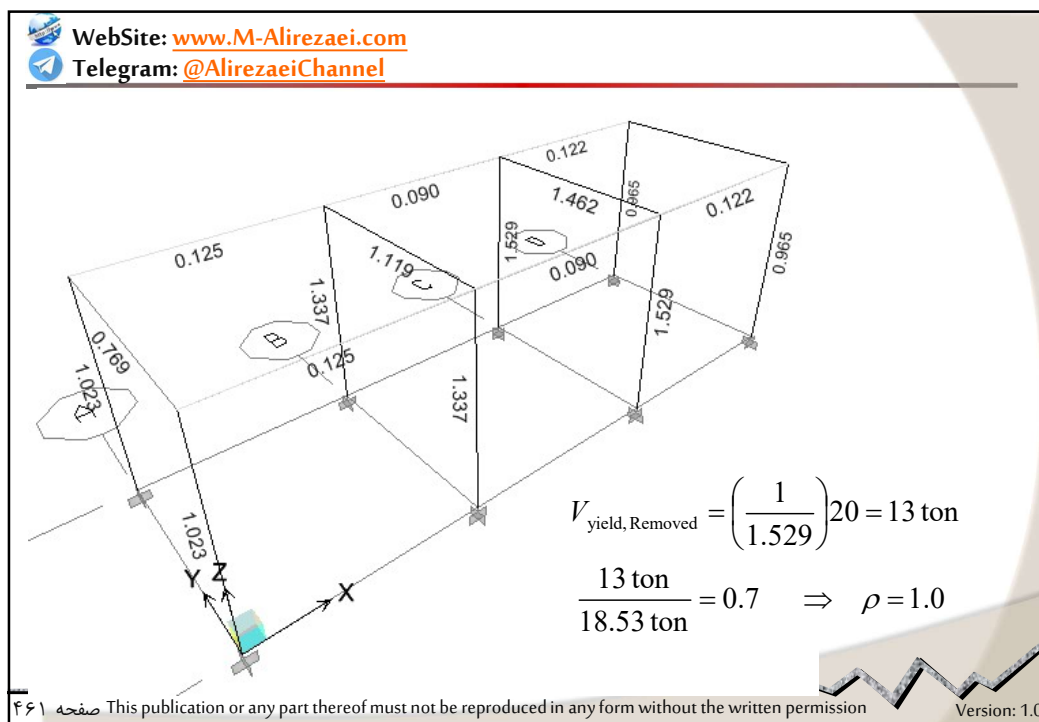 WebSite: www.M-Alirezaei.com
Telegram: @AlirezaeiChannel
0.122
0.090
0.965
1.462
0.122
0.125
1.529
D
1.119
C
0.090
0.965
1.337
1.529
B
0.769
0.125
1.023
A
1.337
1.023
Y Z
X
V yield, Removed = (1/1.529)20 = 13 ton
13 ton/18.53 ton = 0.7 ⇒ ρ = 1.0
صفحه ۴۶۱ This publication or any part thereof must not be reproduced in any form without the written permission Version: 1.0